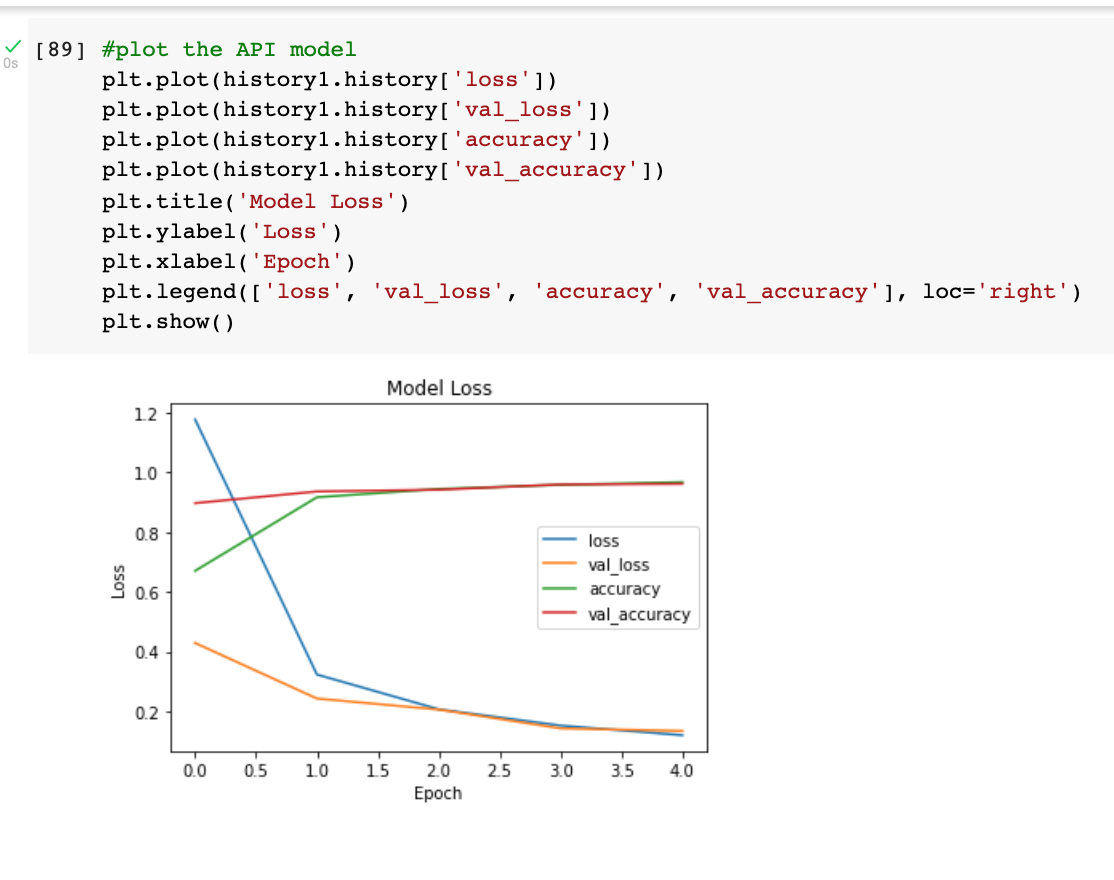 [89] #plot the API model
0s
plt.plot(history1.history['loss'])
plt.plot(history1.history['val_loss'])
plt.plot(history1.history['accuracy'])
plt.plot(history1.history['val_accuracy'])
plt.title('Model Loss')
plt.ylabel('Loss')
plt.xlabel('Epoch')
plt.legend(['loss', 'val_loss', 'accuracy', 'val_accuracy'], loc='right')
plt.show()
Model Loss
1.2
1.0
0.8
0.6
0.4
0.2
Loss
loss
val_loss
accuracy
val_accuracy
0.0 0.5 1.0 1.5 2.0 2.5 3.0 3.5 4.0
Epoch